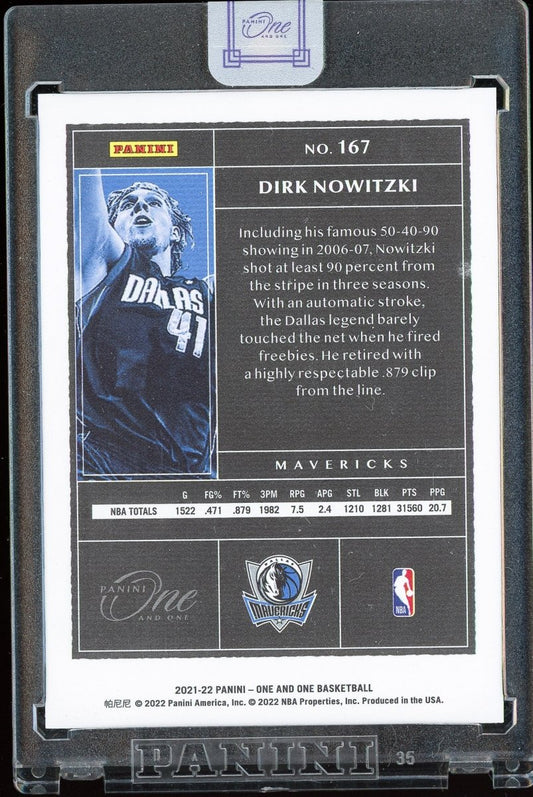 PANINI
One
AND ONE
PANINI
NO. 167
DIRK NOWITZKI
DALLAS
41
Including his famous 50-40-90
showing in 2006-07, Nowitzki
shot at least 90 percent from
the stripe in three seasons.
With an automatic stroke,
the Dallas legend barely
touched the net when he fired
freebies. He retired with
a highly respectable .879 clip
from the line.
MAVERICKS
G FG% FT% 3PM RPG APG STL BLK PTS PPG
NBA TOTALS 1522 .471 .879 1982 7.5 2.4 1210 1281 31560 20.7
PANINI
One
AND ONE
DALLAS
MAVERICKS
NBA
2021-22 PANINI – ONE AND ONE BASKETBALL
帕尼尼 © 2022 Panini America, Inc. © 2022 NBA Properties, Inc. Produced in the USA.
PANINI 35